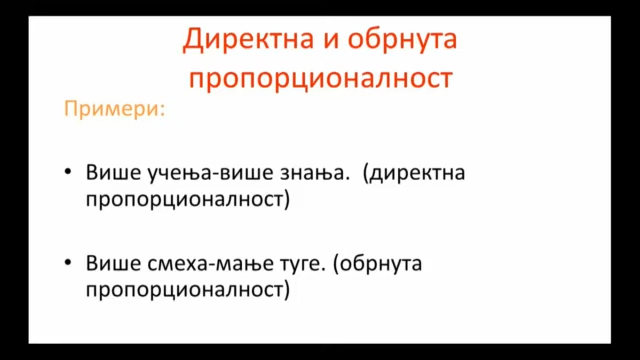 Директна и обрнута
пропорционалност
Примери:
• Више учења-више знања.  (директна
пропорционалност)
• Више смеха-мање туге. (обрнута
пропорционалност)